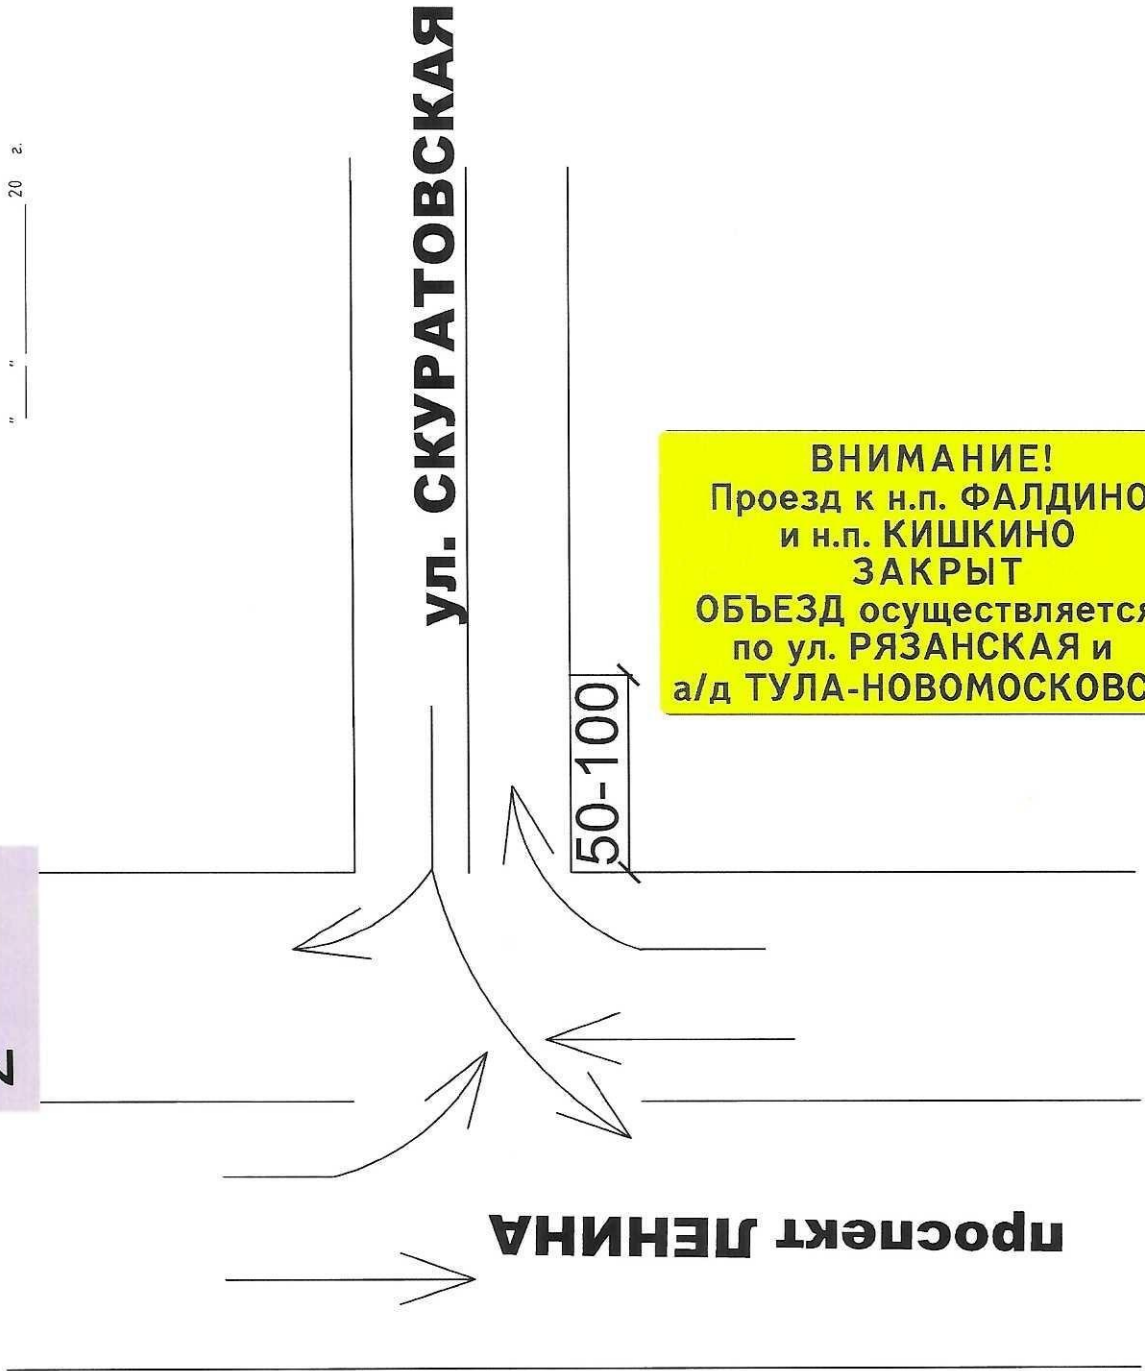 " " 20 г.
ул. СКУРАТОВСКАЯ
ВНИМАНИЕ!
Проезд к н.п. ФАЛДИНО
и н.п. КИШКИНО
ЗАКРЫТ
ОБЪЕЗД осуществляется
по ул. РЯЗАНСКАЯ и
а/д ТУЛА-НОВОМОСКОВС
50-100
проспект ЛЕНИНА